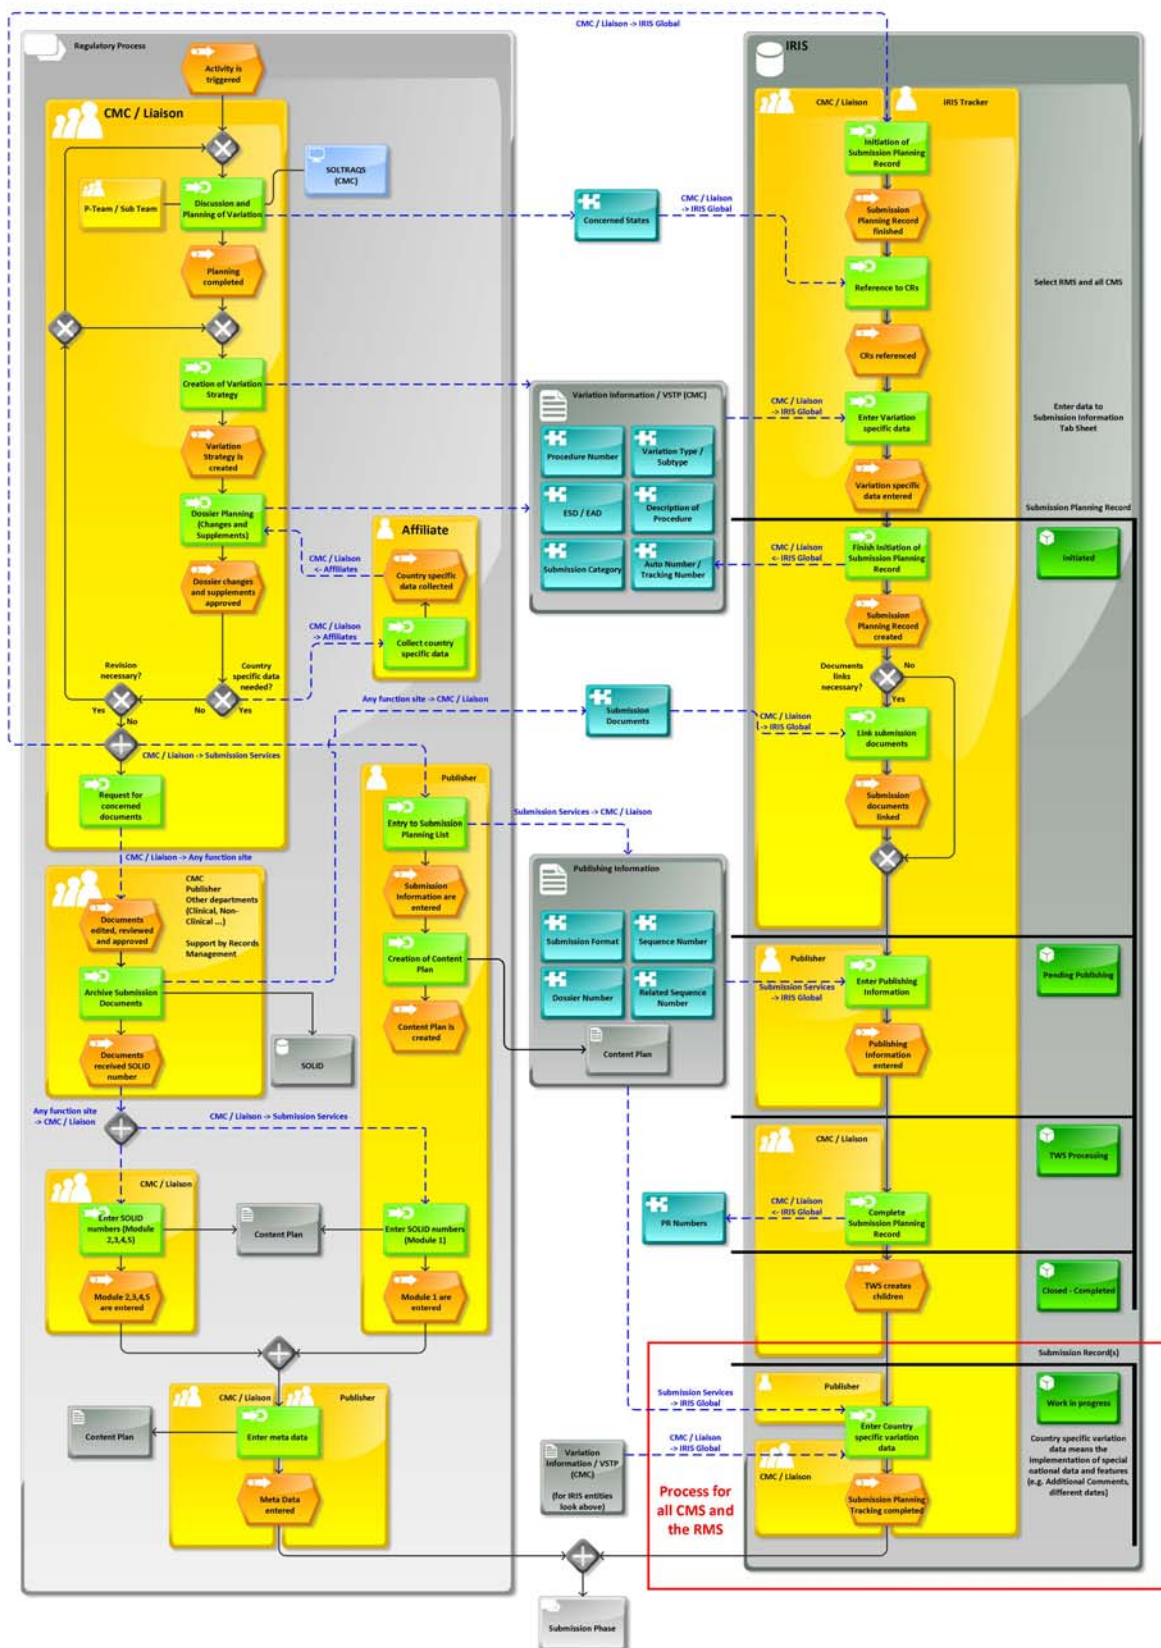 CMC / Liaison -> IRIS Global
Regulatory Process
Activity is
triggered
CMC / Liaison
SOLTRAQS
(CMC)
P-Team / Sub Team
Discussion and
Planning of Variation
Planning
completed
Creation of Variation
Strategy
Variation
Strategy is
created
Dossier Planning
(Changes and
Supplements)
Dossier changes
and supplements
approved
Affiliate
CMC / Liaison
<- Affiliates
Country specific
data collected
CMC / Liaison
-> Affiliates
Collect country
specific data
Revision
necessary?
Country
specific data
needed?
Yes
No
No
Yes
Any function site -> CMC / Liaison
CMC / Liaison -> Submission Services
Request for
concerned
documents
CMC / Liaison -> Any function site
CMC
Publisher
Other departments
(Clinical, Non-
Clinical ...)
Support by Records
Management
Documents
edited, reviewed
and approved
Archive Submission
Documents
Documents
received SOLID
number
SOLID
Any function site
-> CMC / Liaison
CMC / Liaison -> Submission Services
Publisher
Entry to Submission
Planning List
Submission
Information are
entered
Creation of Content
Plan
Content Plan is
created
CMC / Liaison
Enter SOLID
numbers (Module
2,3,4,5)
Content Plan
Enter SOLID numbers
(Module 1)
Module 2,3,4,5
are entered
Module 1 are
entered
CMC / Liaison
Publisher
Content Plan
Enter meta data
Meta Data
entered
Concerned States
CMC / Liaison
-> IRIS Global
Variation Information / VSTP (CMC)
Procedure Number
Variation Type /
Subtype
ESD / EAD
Description of
Procedure
Submission Category
Auto Number /
Tracking Number
CMC / Liaison
-> IRIS Global
CMC / Liaison
<- IRIS Global
Submission
Documents
CMC / Liaison
-> IRIS Global
Submission Services -> CMC / Liaison
Publishing Information
Submission Format
Sequence Number
Dossier Number
Related Sequence
Number
Content Plan
Submission Services
-> IRIS Global
PR Numbers
CMC / Liaison
<- IRIS Global
Submission Services
-> IRIS Global
CMC / Liaison
-> IRIS Global
Variation
Information / VSTP
(CMC)
(for IRIS entities
look above)
Process for
all CMS and
the RMS
Submission Phase
IRIS
CMC / Liaison
IRIS Tracker
Initiation of
Submission Planning
Record
Submission
Planning Record
finished
Reference to CRs
Select RMS and all CMS
CRs referenced
Enter Variation
specific data
Enter data to
Submission Information
Tab Sheet
Variation specific
data entered
Submission Planning Record
Finish Initiation of
Submission Planning
Record
Initiated
Submission
Planning Record
created
Documents
links
necessary?
No
Yes
Link submission
documents
Submission
documents
linked
Publisher
Enter Publishing
Information
Pending Publishing
Publishing
Information
entered
CMC / Liaison
TWS Processing
Complete
Submission Planning
Record
TWS creates
children
Closed - Completed
Submission Record(s)
Publisher
Enter Country
specific variation
data
Work in progress
Country specific variation
data means the
implementation of special
national data and features
(e.g. Additional Comments,
different dates)
CMC / Liaison
Submission Planning
Tracking completed